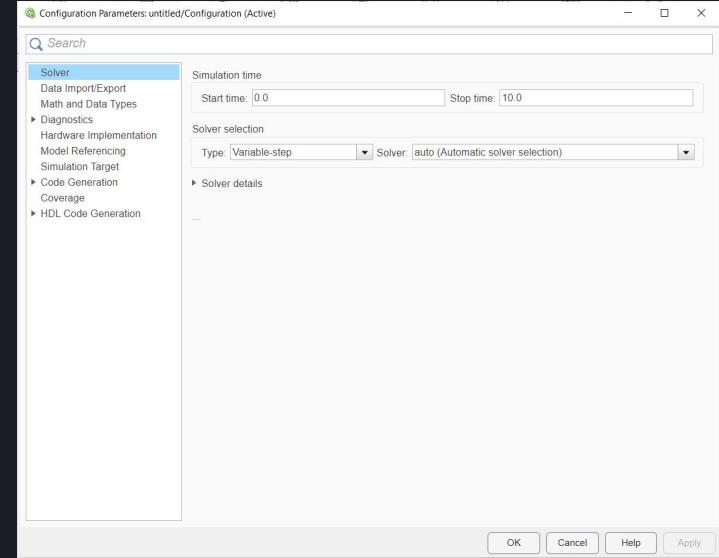 Configuration Parameters: untitled/Configuration (Active)
Search
Solver
Data Import/Export
Math and Data Types
Diagnostics
Hardware Implementation
Model Referencing
Simulation Target
Code Generation
Coverage
HDL Code Generation
Simulation time
Start time: 0.0 Stop time: 10.0
Solver selection
Type: Variable-step Solver: auto (Automatic solver selection)
Solver details
...
OK Cancel Help Apply